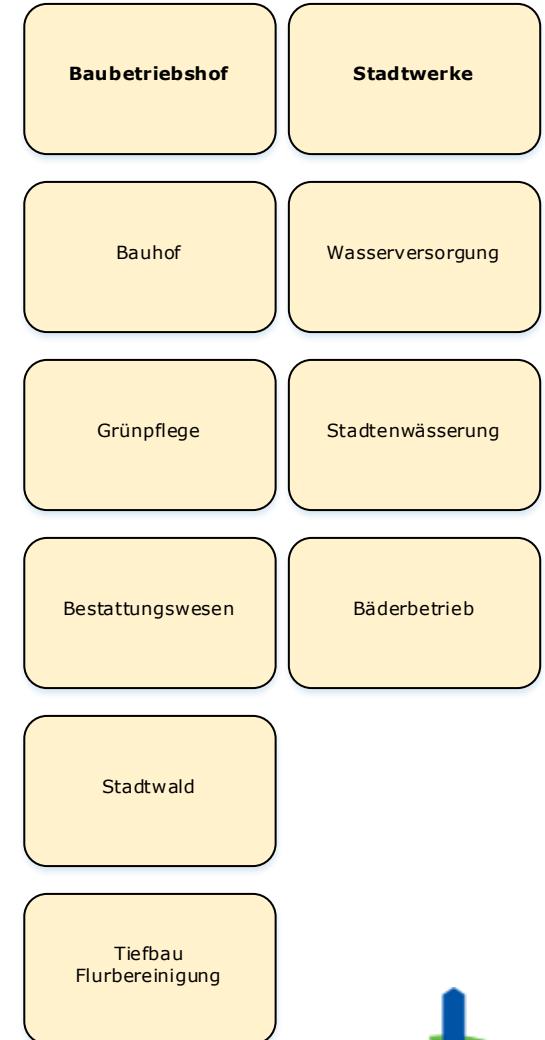 Baubetriebshof
Stadtwerke
Bauhof
Wasserversorgung
Grünpflege
Stadtenwässerung
Bestattungswesen
Bäderbetrieb
Stadtwald
Tiefbau
Flurbereinigung